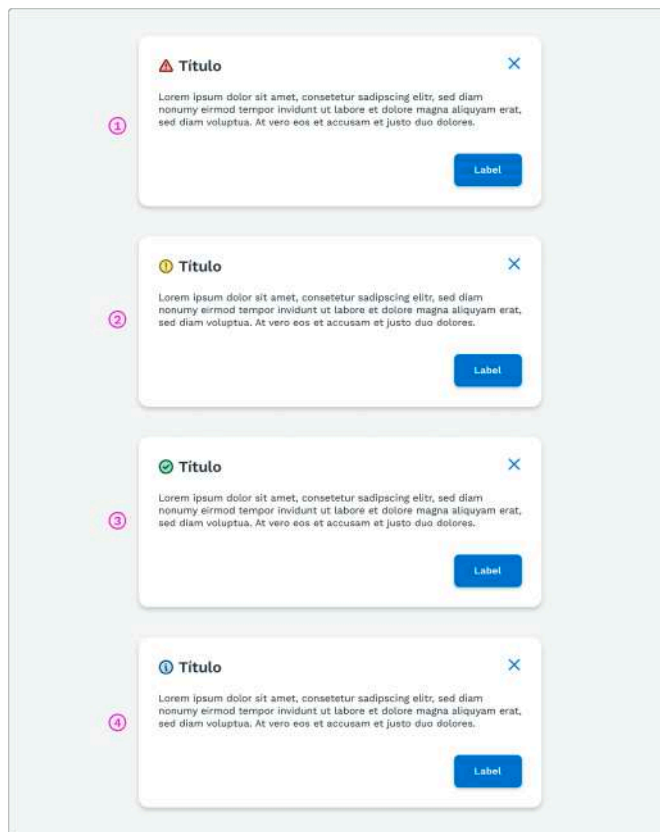 Título
Lorem ipsum dolor sit amet, consetetur sadipscing elitr, sed diam
nonumy eirmod tempor invidunt ut labore et dolore magna aliquyam erat,
sed diam voluptua. At vero eos et accusam et justo duo dolores.
1
Label
Título
Lorem ipsum dolor sit amet, consetetur sadipscing elitr, sed diam
nonumy eirmod tempor invidunt ut labore et dolore magna aliquyam erat,
sed diam voluptua. At vero eos et accusam et justo duo dolores.
2
Label
Título
Lorem ipsum dolor sit amet, consetetur sadipscing elitr, sed diam
nonumy eirmod tempor invidunt ut labore et dolore magna aliquyam erat,
sed diam voluptua. At vero eos et accusam et justo duo dolores.
3
Label
Título
Lorem ipsum dolor sit amet, consetetur sadipscing elitr, sed diam
nonumy eirmod tempor invidunt ut labore et dolore magna aliquyam erat,
sed diam voluptua. At vero eos et accusam et justo duo dolores.
4
Label